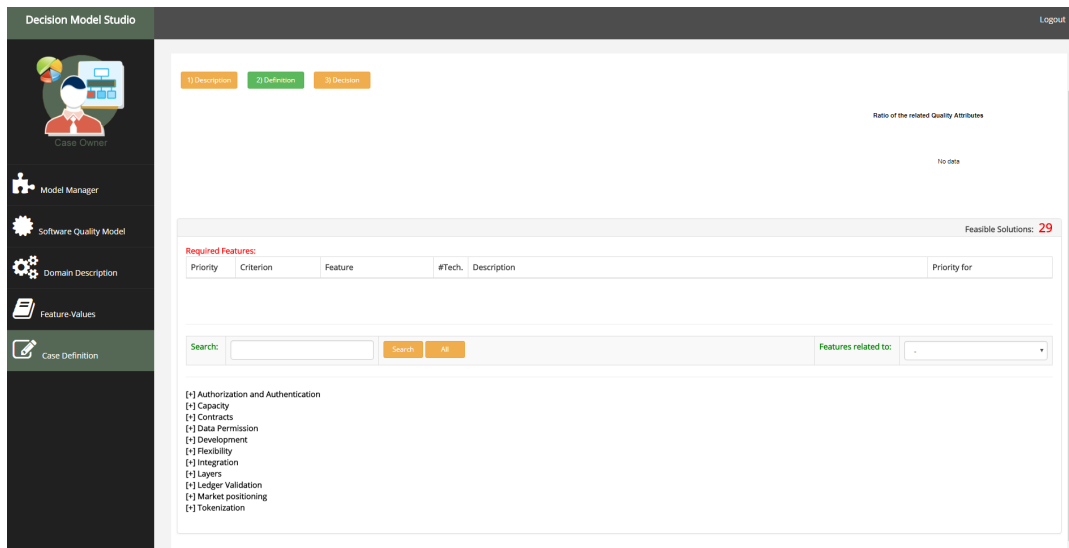 Decision Model Studio
Logout
Case Owner
Model Manager
Software Quality Model
Domain Description
Feature-Values
Case Definition
1) Description 2) Definition 3) Decision
Ratio of the related Quality Attributes
No data
Feasible Solutions: 29
Required Features:
Priority Criterion Feature #Tech. Description Priority for
Search: Search All Features related to: -
[+] Authorization and Authentication
[+] Capacity
[+] Contracts
[+] Data Permission
[+] Development
[+] Flexibility
[+] Integration
[+] Layers
[+] Ledger Validation
[+] Market positioning
[+] Tokenization